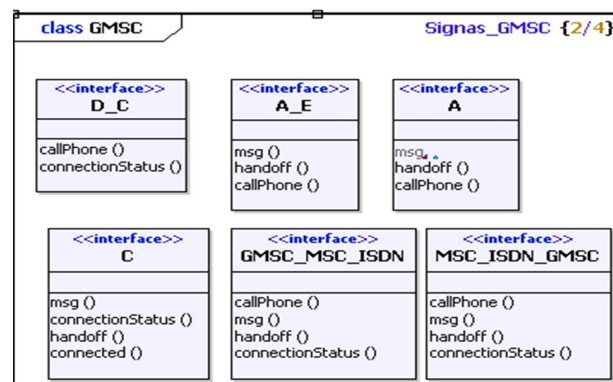 class GMSC
Signas_GMSC {2/4}
<<interface>>
D_C
callPhone ()
connectionStatus ()
<<interface>>
A_E
msg ()
handoff ()
callPhone ()
<<interface>>
A
msg
handoff ()
callPhone ()
<<interface>>
C
msg ()
connectionStatus ()
handoff ()
connected ()
<<interface>>
GMSC_MSC_ISDN
callPhone ()
msg ()
handoff ()
connectionStatus ()
<<interface>>
MSC_ISDN_GMSC
callPhone ()
msg ()
handoff ()
connectionStatus ()